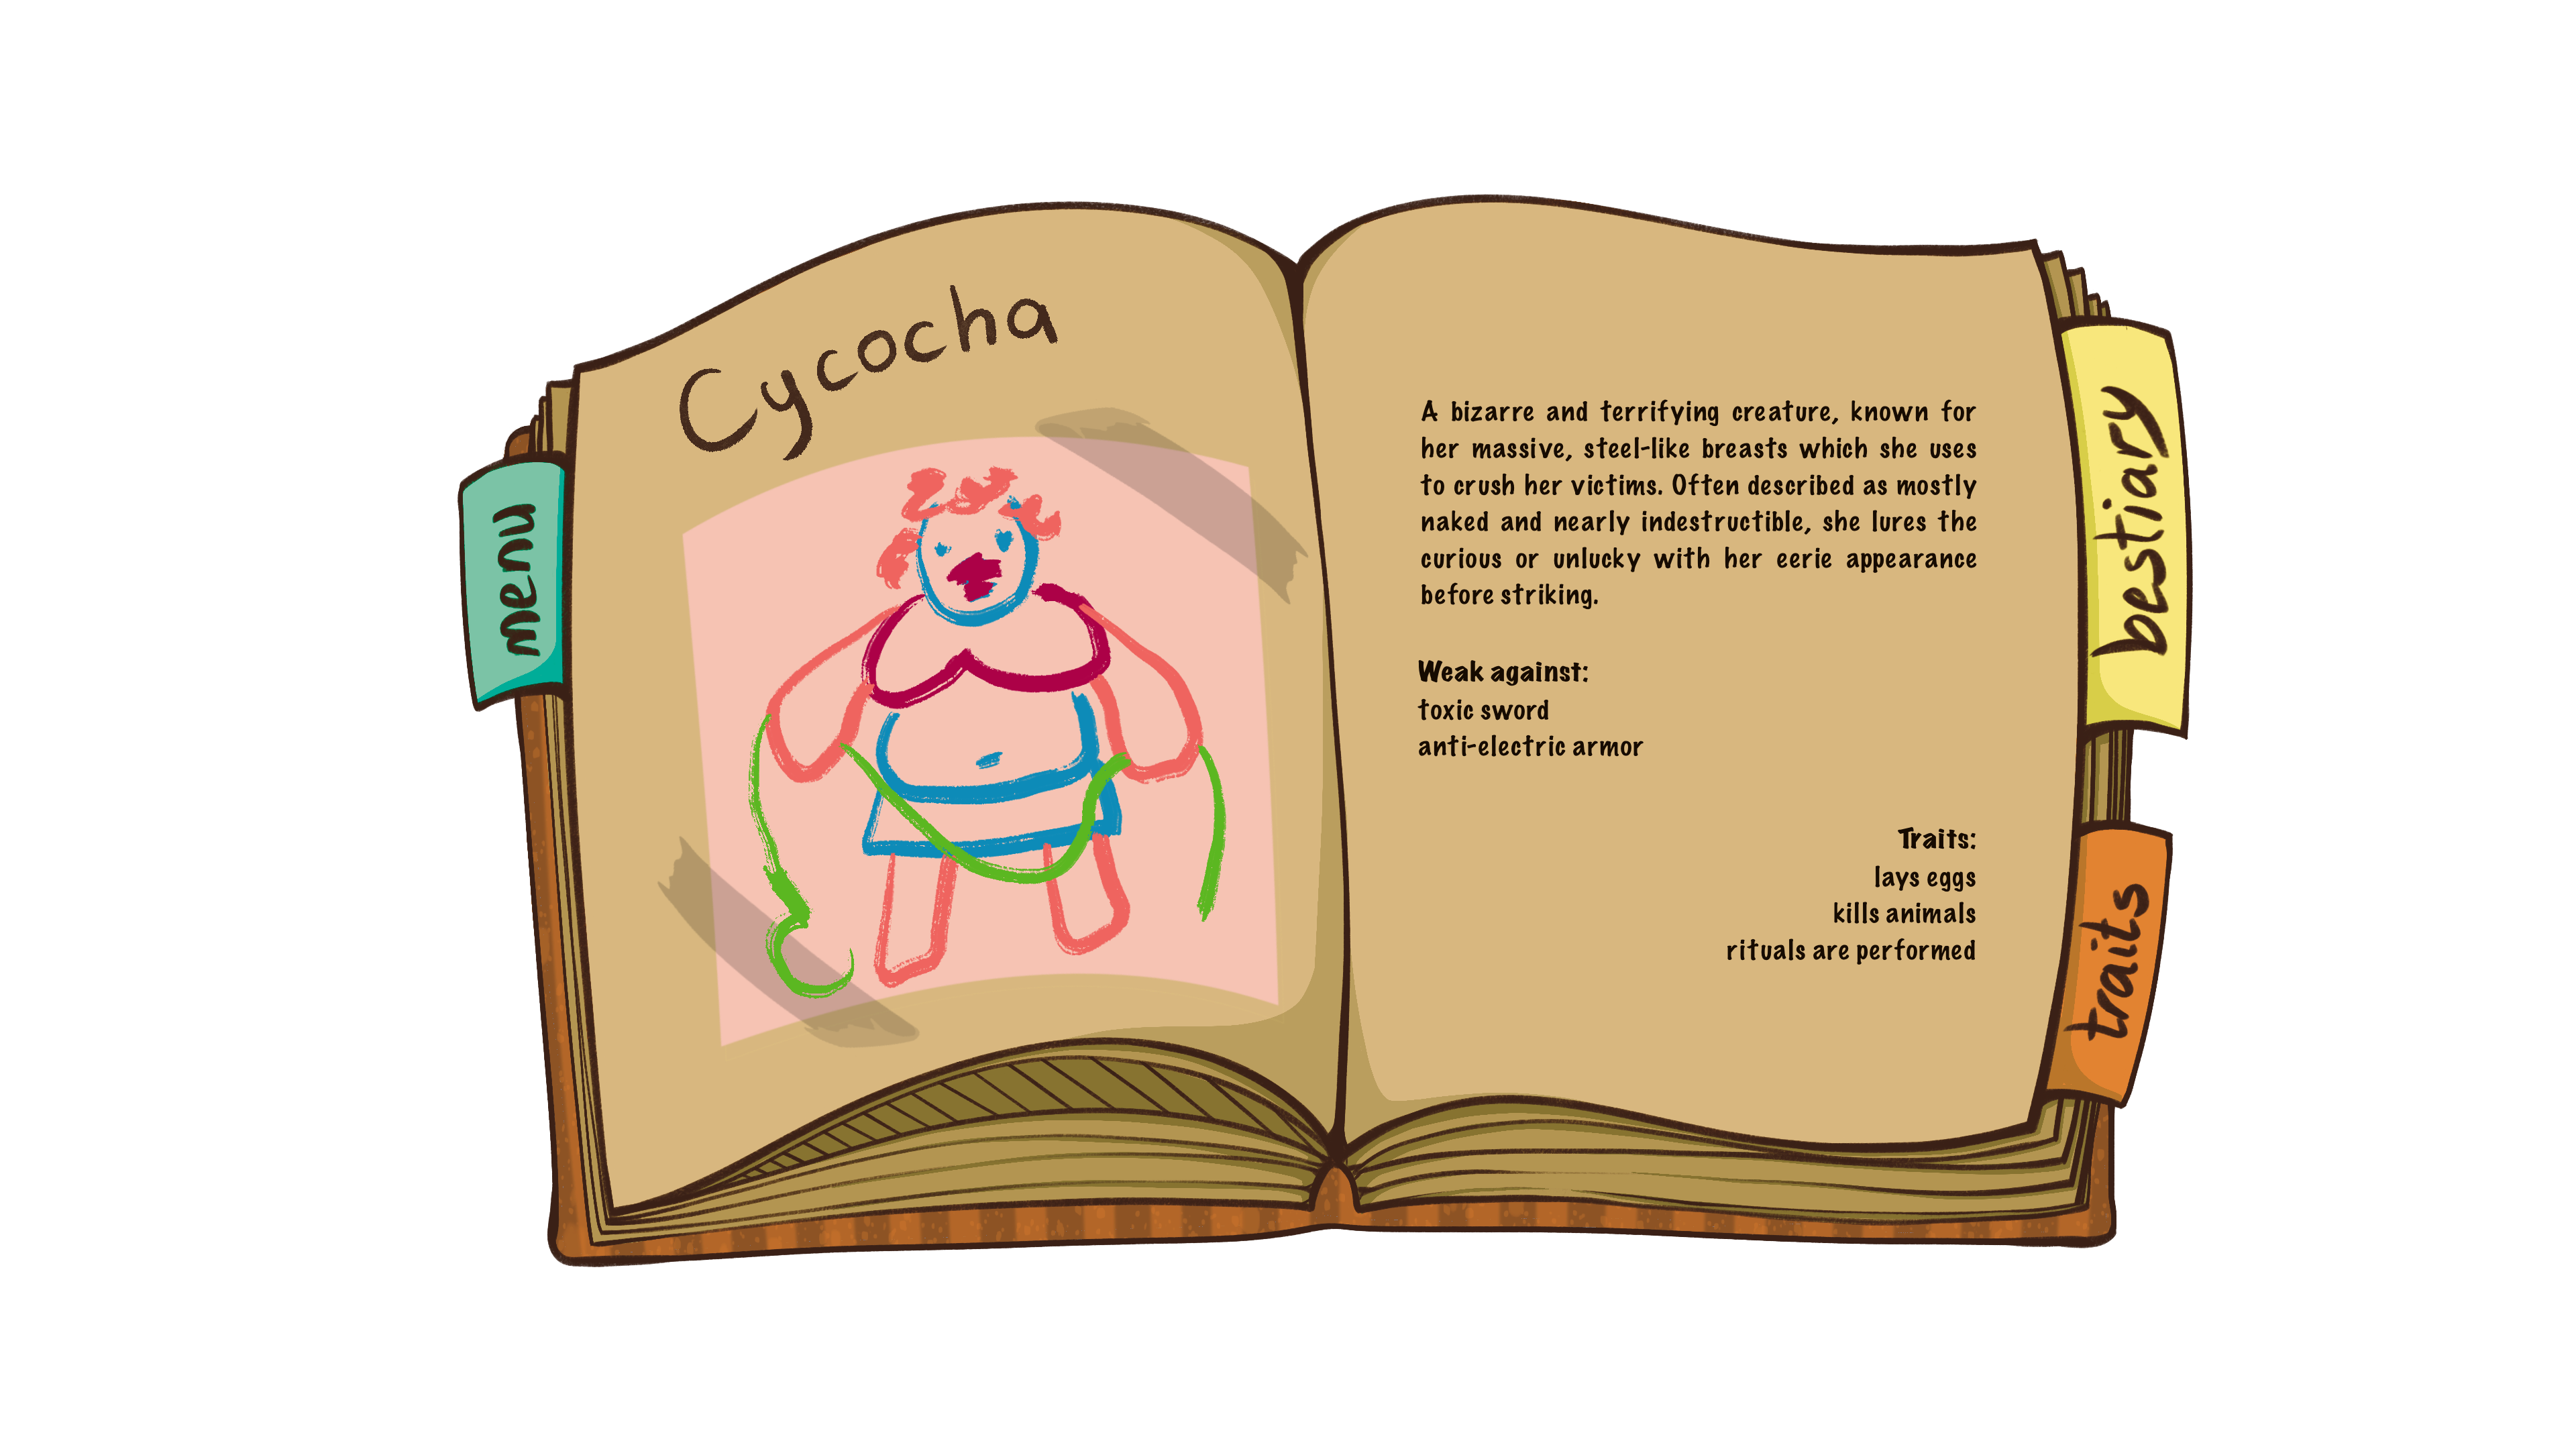 Cycocha
menu
A bizarre and terrifying creature, known for
her massive, steel-like breasts which she uses
to crush her victims. Often described as mostly
naked and nearly indestructible, she lures the
curious or unlucky with her eerie appearance
before striking.
Weak against:
toxic sword
anti-electric armor
Traits:
lays eggs
kills animals
rituals are performed
bestiary
traits